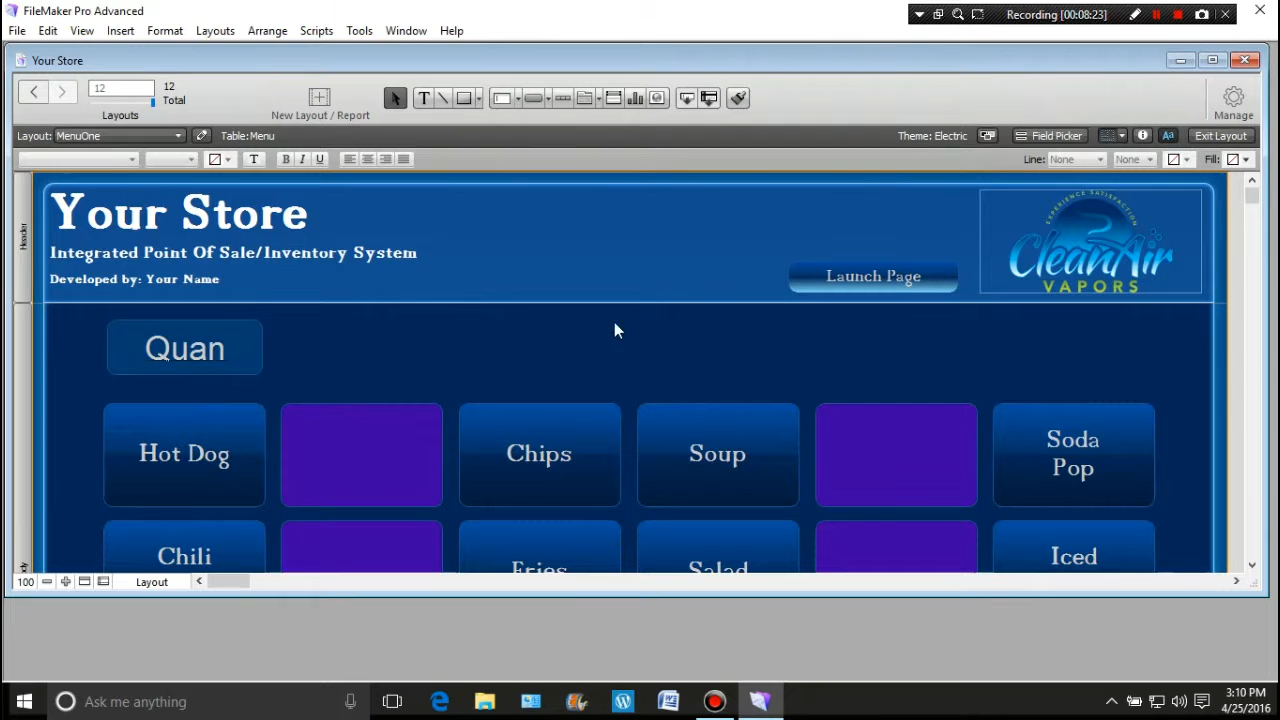 FileMaker Pro Advanced
Recording [00:08:23]
File Edit View Insert Format Layouts Arrange Scripts Tools Window Help
Your Store
12
12
Total
Layouts
New Layout / Report
Manage
Layout: MenuOne
Table: Menu
Theme: Electric
Field Picker
Aa
Exit Layout
B I U
Line: None
None
Fill:
Header
Your Store
Integrated Point Of Sale/Inventory System
Developed by: Your Name
Launch Page
EXPERIENCE SATISFACTION
CleanAir
VAPORS
Quan
Hot Dog
Chips
Soup
Soda
Pop
Chili
Fries
Salad
Iced
100
Layout
Ask me anything
3:10 PM
4/25/2016